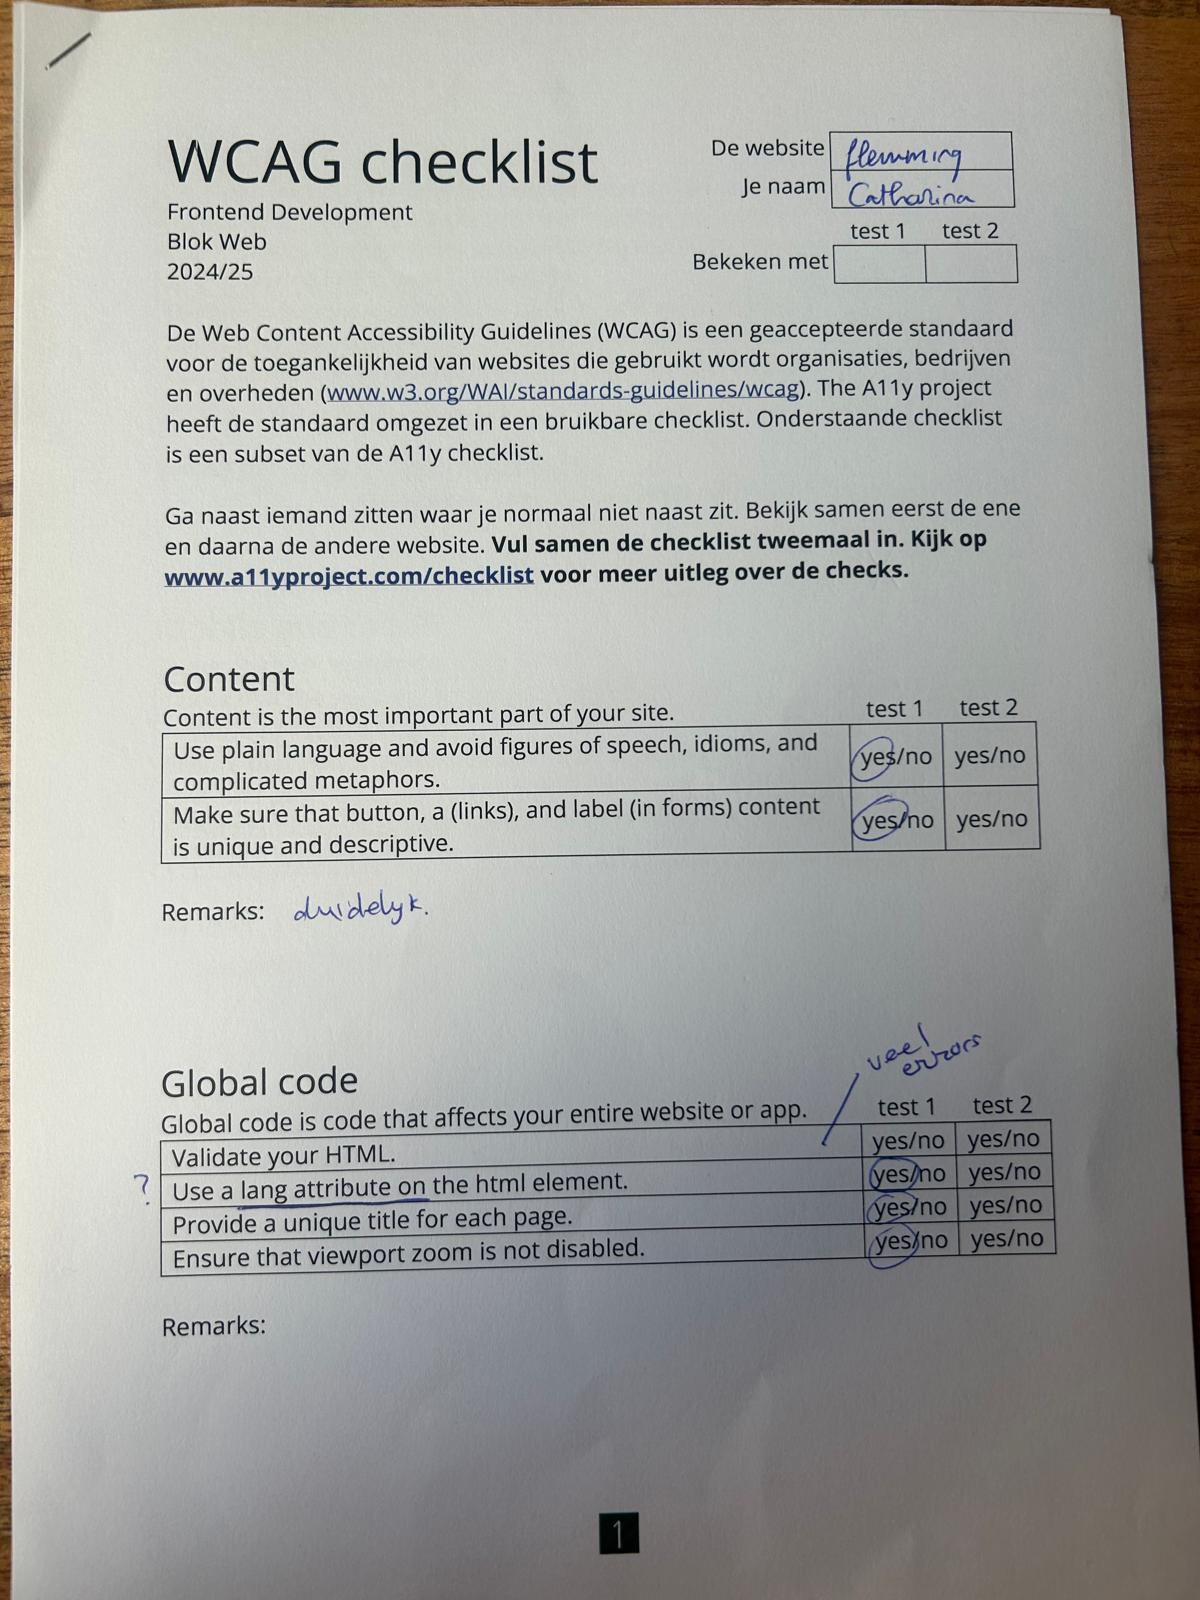 WCAG checklist
Frontend Development
Blok Web
2024/25
De website flemming
Je naam Catharina
test 1 test 2
Bekeken met
De Web Content Accessibility Guidelines (WCAG) is een geaccepteerde standaard
voor de toegankelijkheid van websites die gebruikt wordt organisaties, bedrijven
en overheden (www.w3.org/WAI/standards-guidelines/wcag). The A11y project
heeft de standaard omgezet in een bruikbare checklist. Onderstaande checklist
is een subset van de A11y checklist.
Ga naast iemand zitten waar je normaal niet naast zit. Bekijk samen eerst de ene
en daarna de andere website. Vul samen de checklist tweemaal in. Kijk op
www.a11yproject.com/checklist voor meer uitleg over de checks.
Content
Content is the most important part of your site. test 1 test 2
Use plain language and avoid figures of speech, idioms, and
complicated metaphors. yes/no yes/no
Make sure that button, a (links), and label (in forms) content
is unique and descriptive. yes/no yes/no
Remarks: duidelyk.
veel
errors
Global code
Global code is code that affects your entire website or app. test 1 test 2
Validate your HTML. yes/no yes/no
? Use a lang attribute on the html element. yes/no yes/no
Provide a unique title for each page. yes/no yes/no
Ensure that viewport zoom is not disabled. yes/no yes/no
Remarks:
1